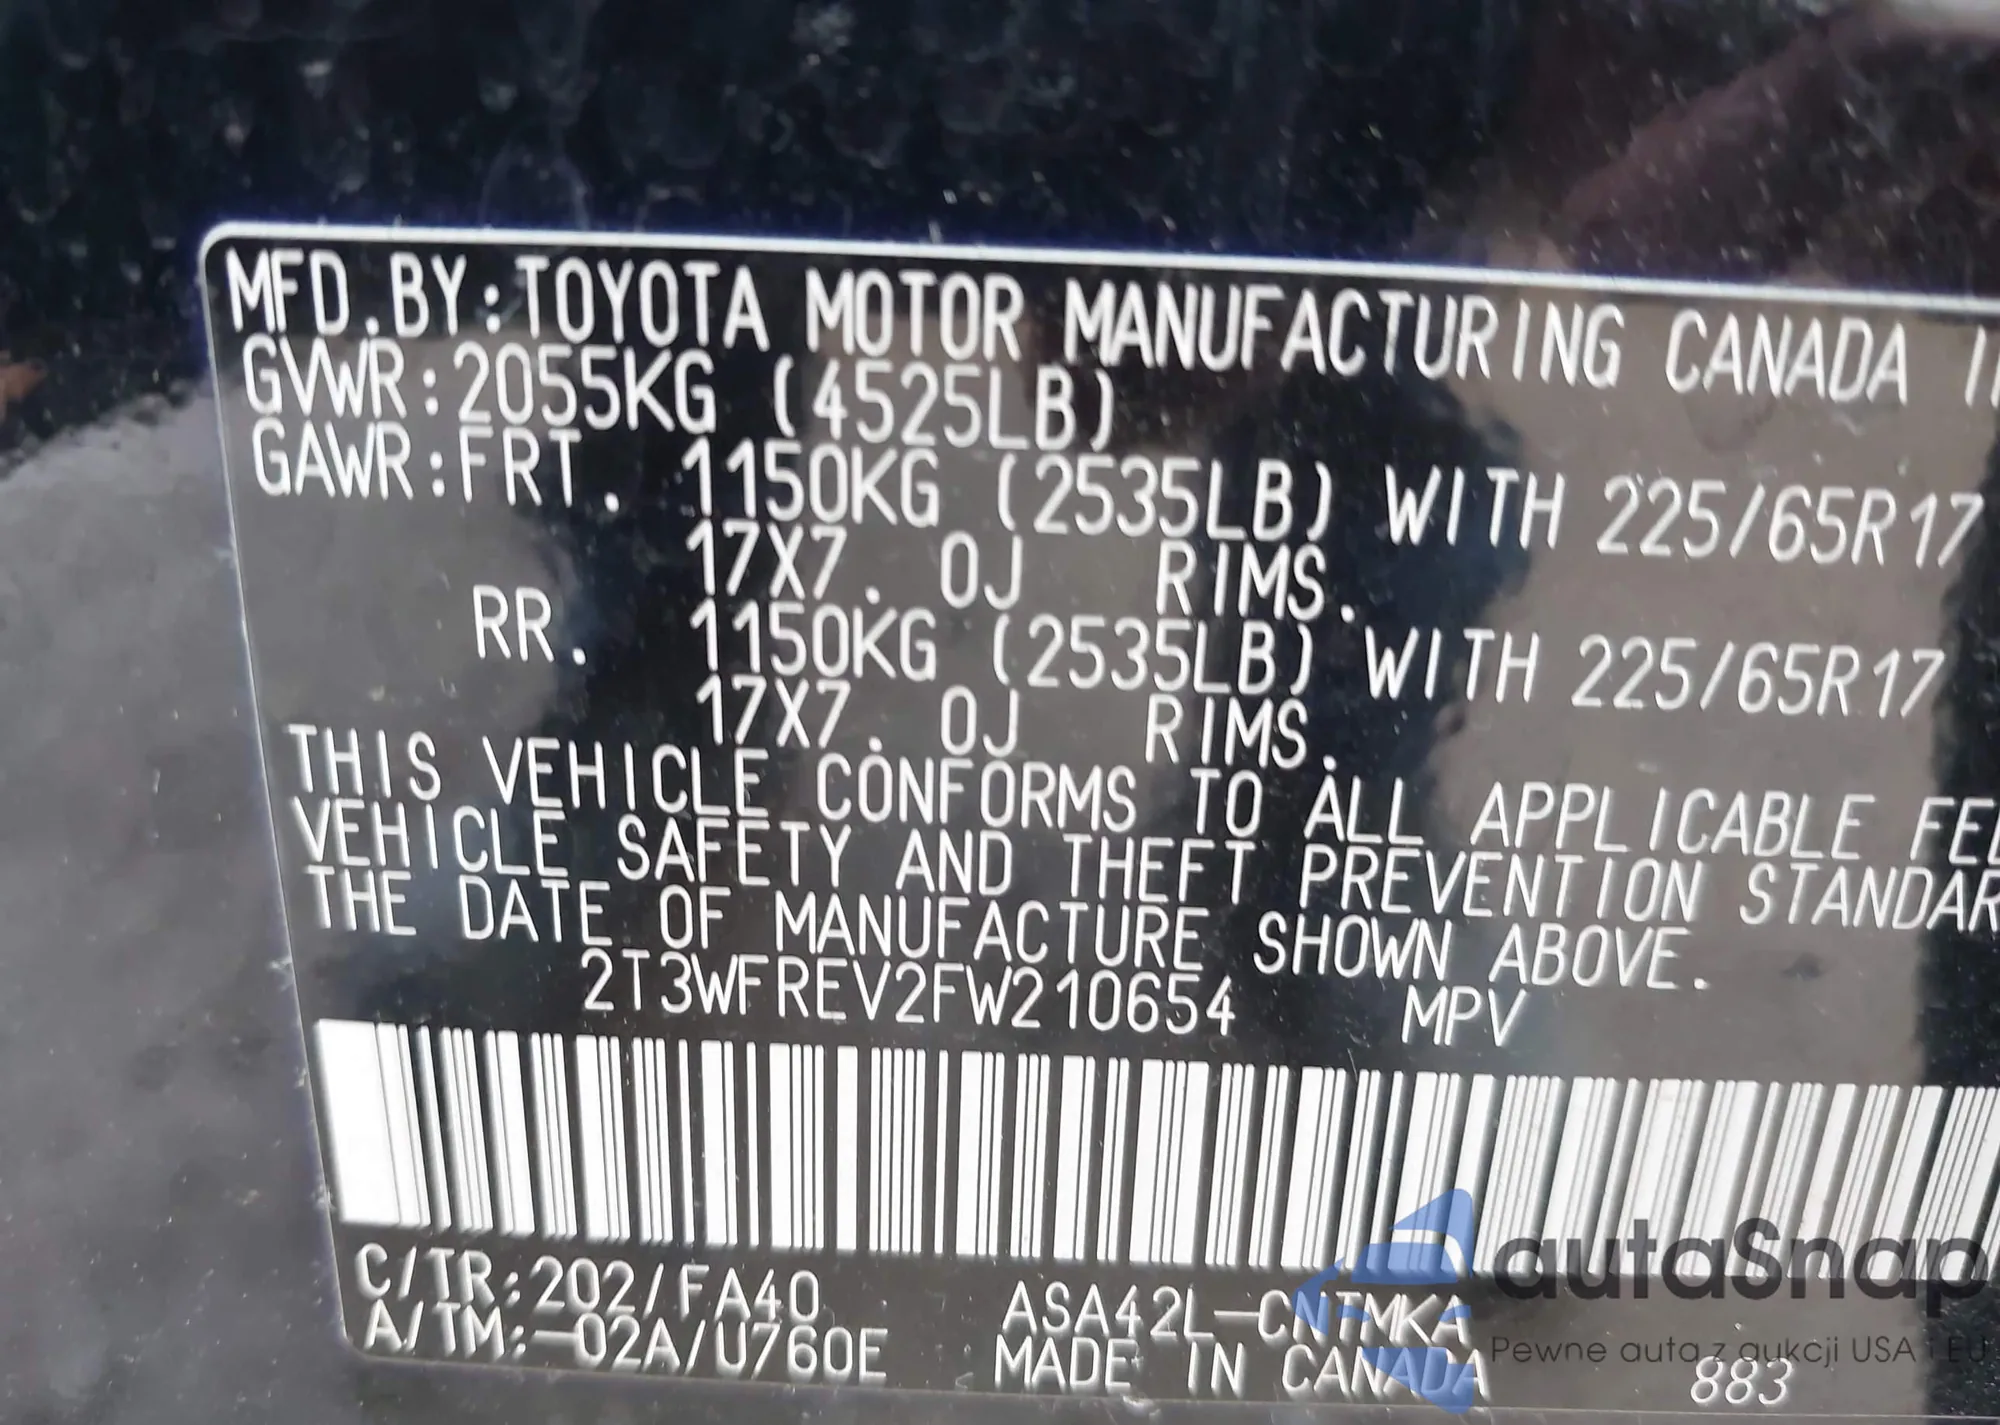 MFD.BY:TOYOTA MOTOR MANUFACTURING CANADA
GVWR:2055KG (4525LB)
GAWR:FRT. 1150KG (2535LB) WITH 225/65R17
17X7.0J RIMS.
RR. 1150KG (2535LB) WITH 225/65R17
17X7.0J RIMS.
THIS VEHICLE CONFORMS TO ALL APPLICABLE FED
VEHICLE SAFETY AND THEFT PREVENTION STANDAR
THE DATE OF MANUFACTURE SHOWN ABOVE.
2T3WFREV2FW210654 MPV
C/TR:202/FA40 ASA42L-CNTMKA
A/TM:-02A/U760E MADE IN CANADA 883
autaSnap
Pewne auta z aukcji USA i EU